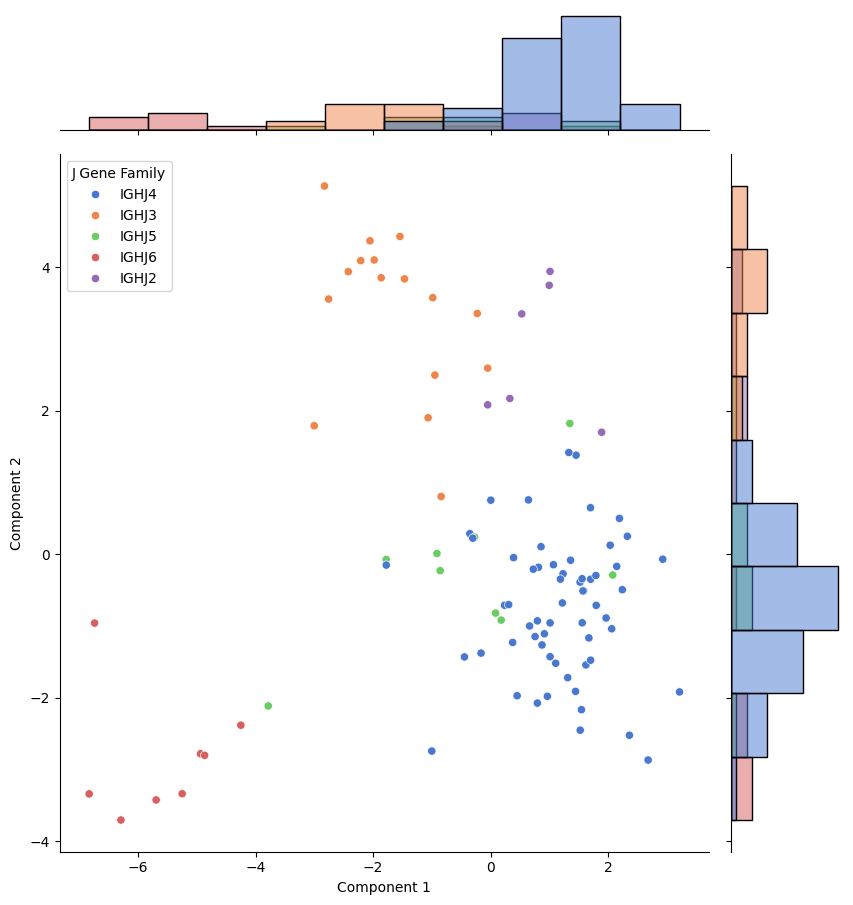 J Gene Family
IGHJ4
IGHJ3
IGHJ5
IGHJ6
IGHJ2
4
2
0
−2
−4
Component 2
−6
−4
−2
0
2
Component 1